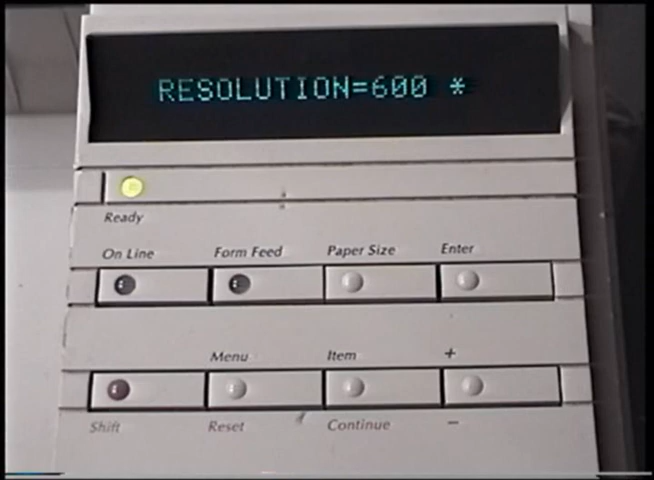 RESOLUTION=600 *
Ready
On Line Form Feed Paper Size Enter
Menu Item +
Shift Reset Continue −